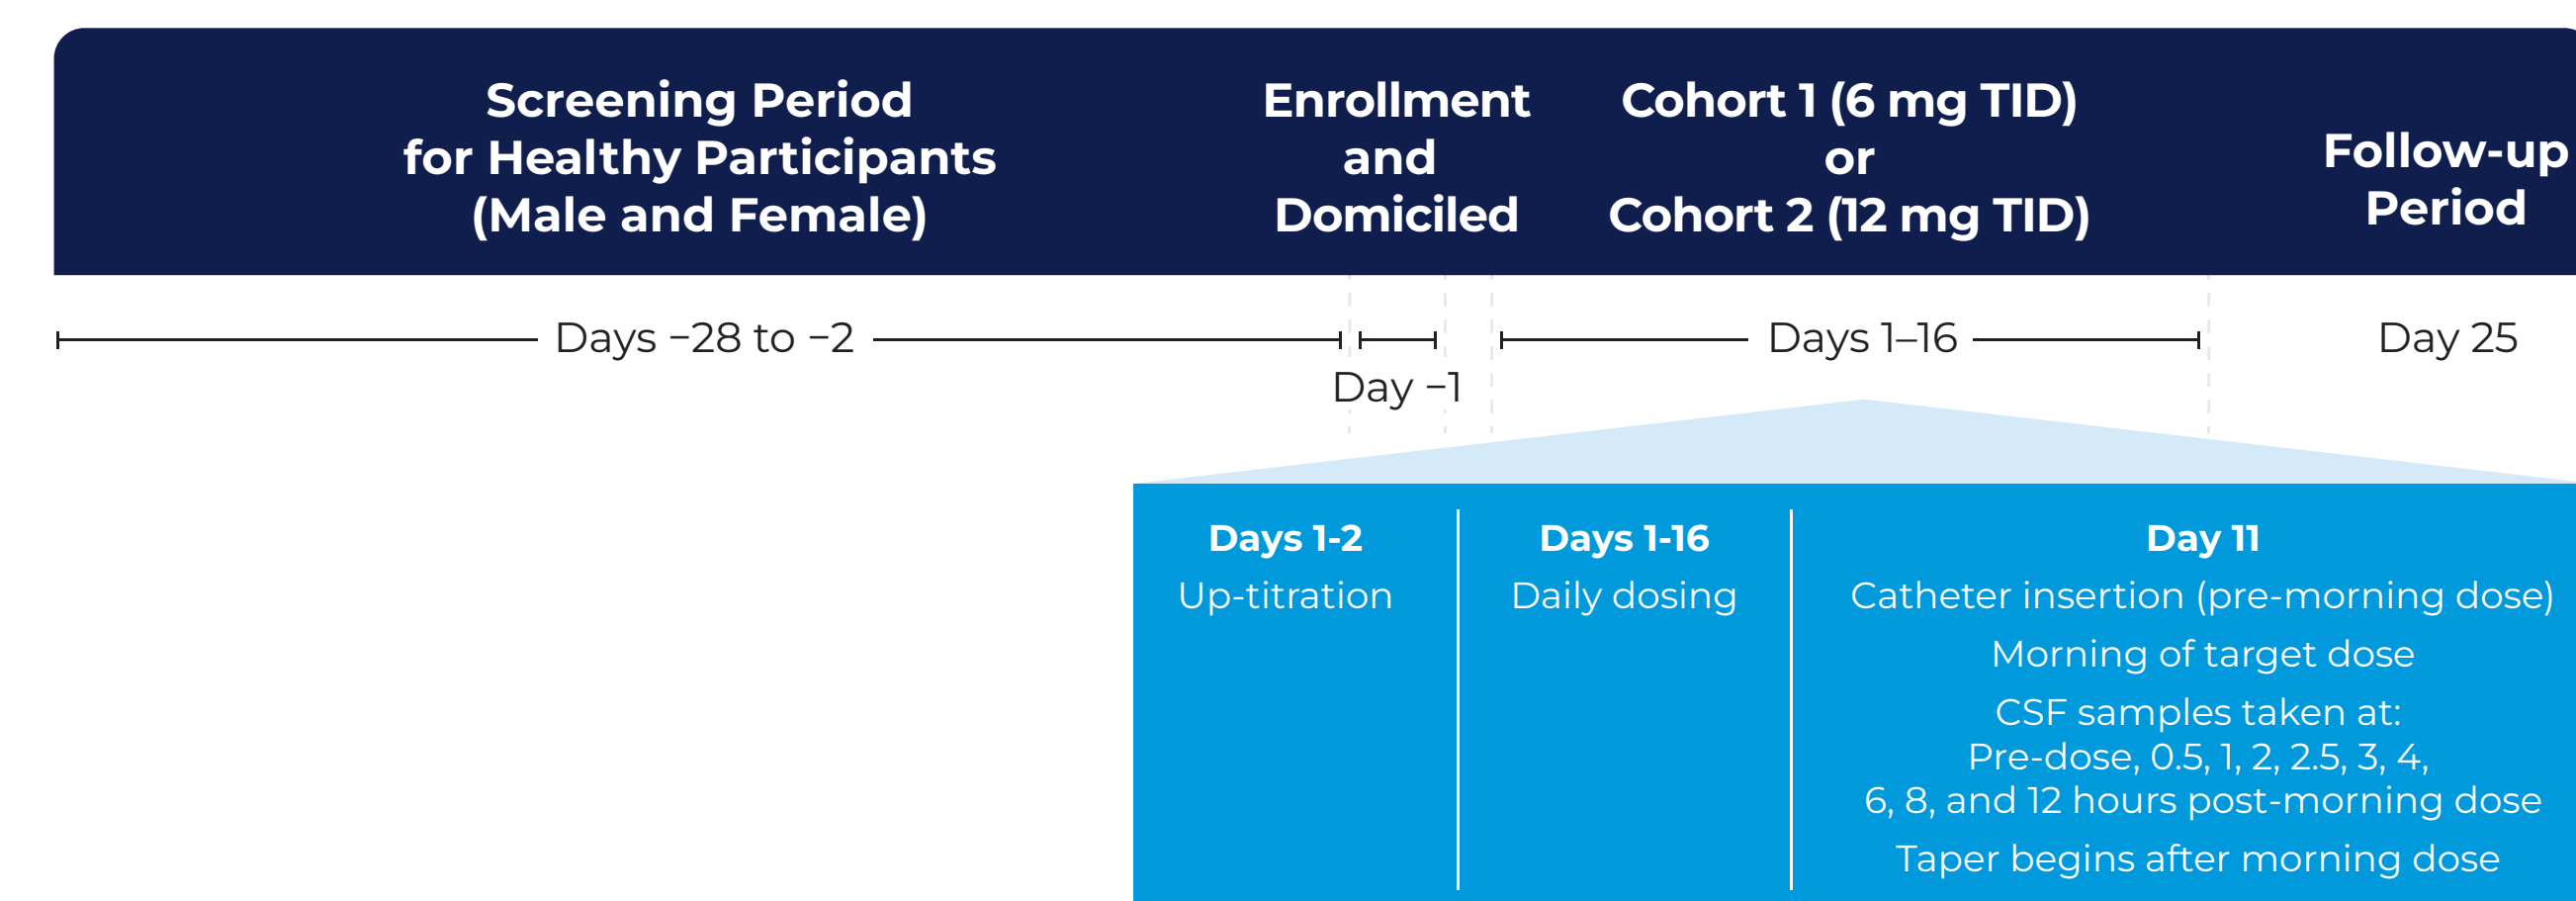 Screening Period
for Healthy Participants
(Male and Female)
Enrollment
and
Domiciled
Cohort 1 (6 mg TID)
or
Cohort 2 (12 mg TID)
Follow-up
Period
Days −28 to −2
Day −1
Days 1–16
Day 25
Days 1-2
Up-titration
Days 1-16
Daily dosing
Day 11
Catheter insertion (pre-morning dose)
Morning of target dose
CSF samples taken at:
Pre-dose, 0.5, 1, 2, 2.5, 3, 4,
6, 8, and 12 hours post-morning dose
Taper begins after morning dose